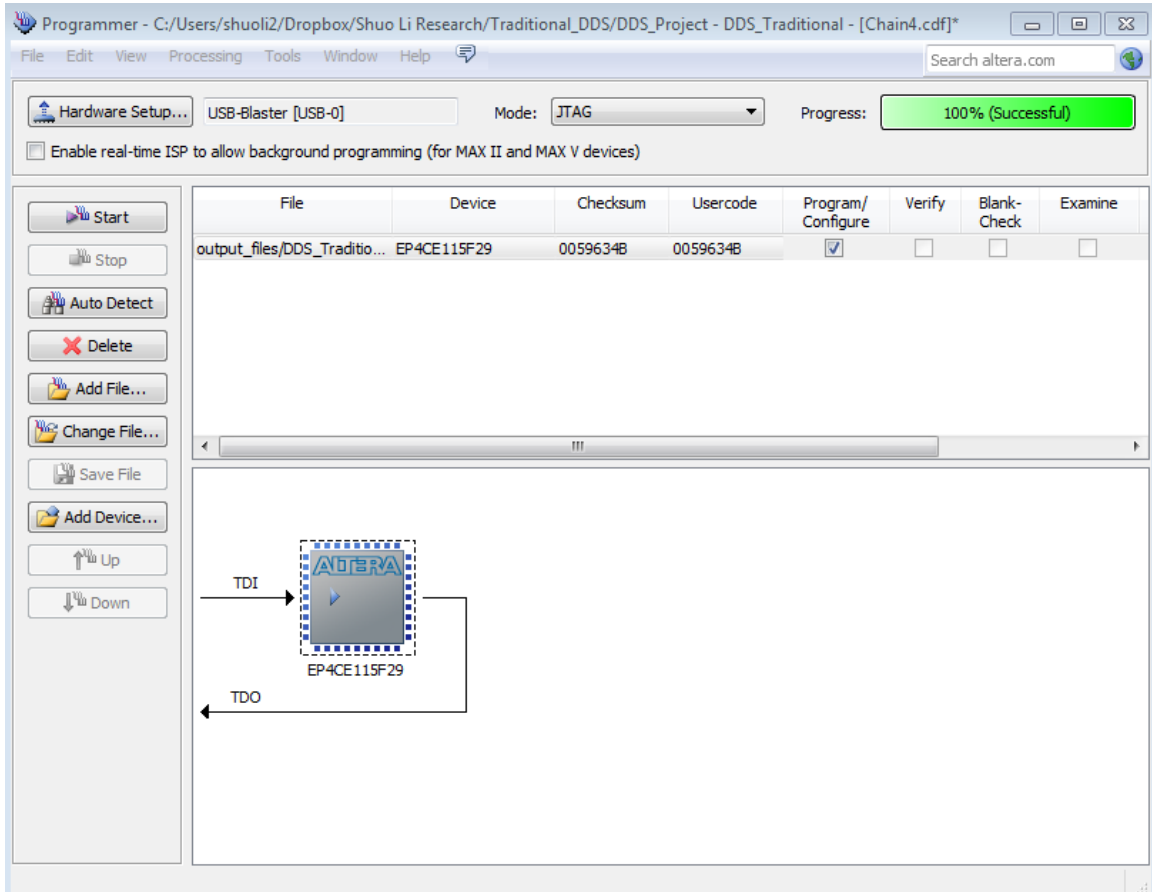 Programmer - C:/Users/shuoli2/Dropbox/Shuo Li Research/Traditional_DDS/DDS_Project - DDS_Traditional - [Chain4.cdf]*
File Edit View Processing Tools Window Help
Search altera.com
Hardware Setup... USB-Blaster [USB-0] Mode: JTAG Progress: 100% (Successful)
Enable real-time ISP to allow background programming (for MAX II and MAX V devices)
Start
Stop
Auto Detect
Delete
Add File...
Change File...
Save File
Add Device...
Up
Down
File Device Checksum Usercode Program/ Verify Blank- Examine
Configure Check
output_files/DDS_Traditio... EP4CE115F29 0059634B 0059634B
TDI
ALTERA
EP4CE115F29
TDO